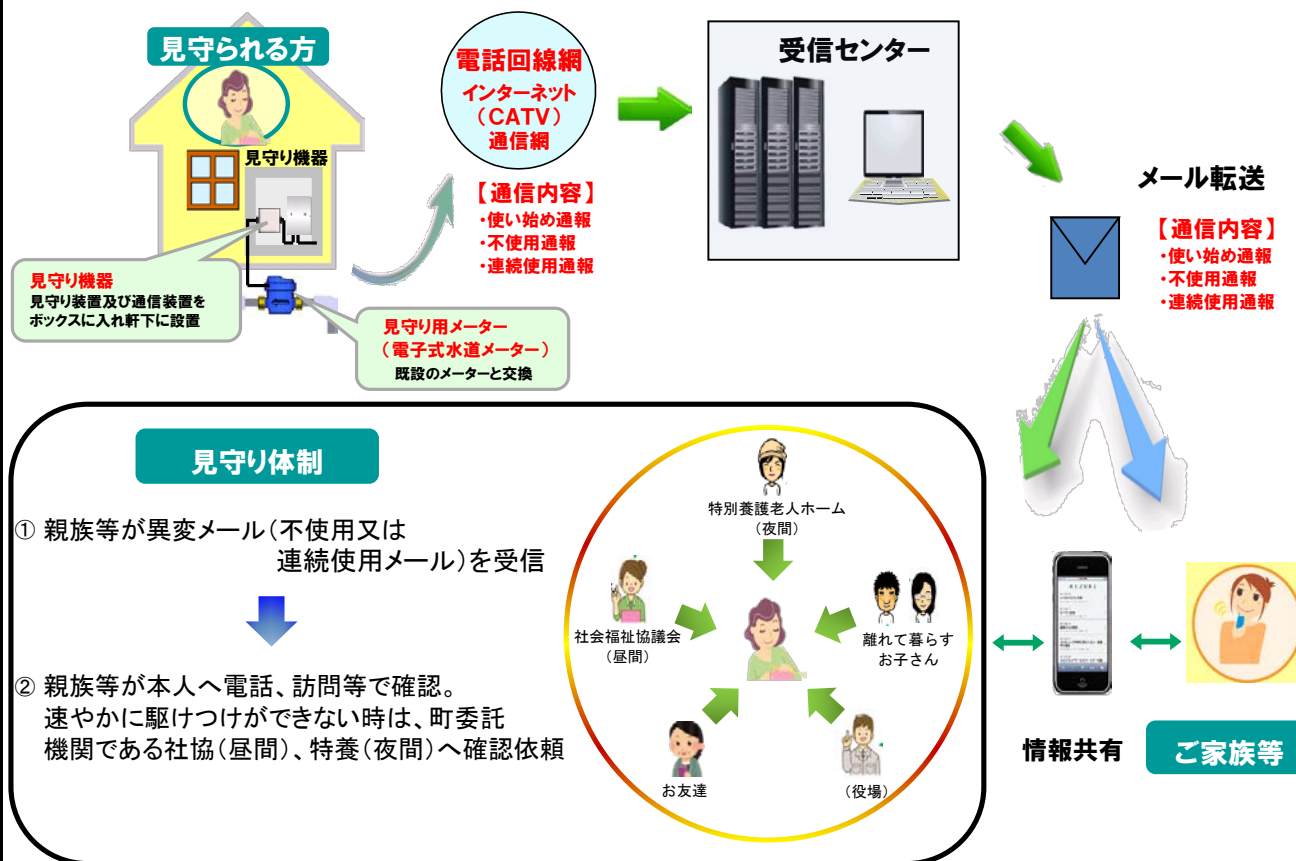 見守られる方
見守り機器
見守り機器
見守り装置及び通信装置を
ボックスに入れ軒下に設置
見守り用メーター
（電子式水道メーター）
既設のメーターと交換
電話回線網
インターネット
（CATV）
通信網
【通信内容】
・使い始め通報
・不使用通報
・連続使用通報
受信センター
メール転送
【通信内容】
・使い始め通報
・不使用通報
・連続使用通報
見守り体制
① 親族等が異変メール（不使用又は
連続使用メール）を受信
② 親族等が本人へ電話、訪問等で確認。
速やかに駆けつけができない時は、町委託
機関である社協（昼間）、特養（夜間）へ確認依頼
特別養護老人ホーム
（夜間）
社会福祉協議会
（昼間）
離れて暮らす
お子さん
お友達
（役場）
情報共有
ご家族等